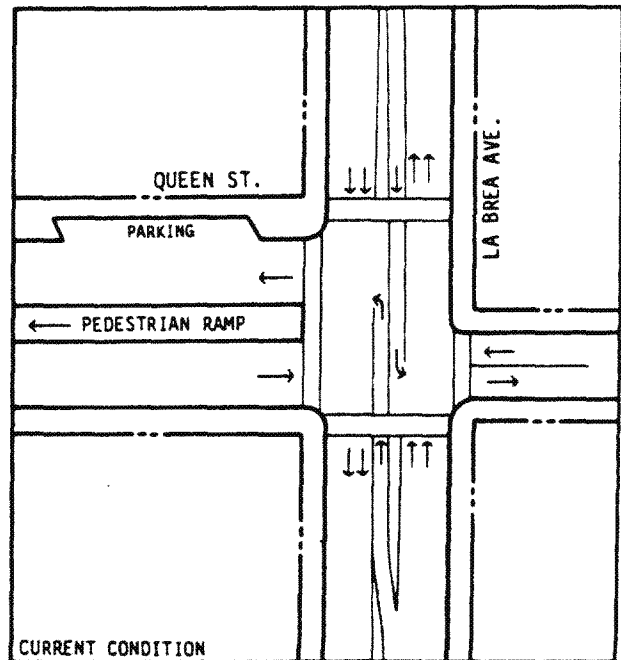 QUEEN ST.
LA BREA AVE.
PARKING
PEDESTRIAN RAMP
CURRENT CONDITION